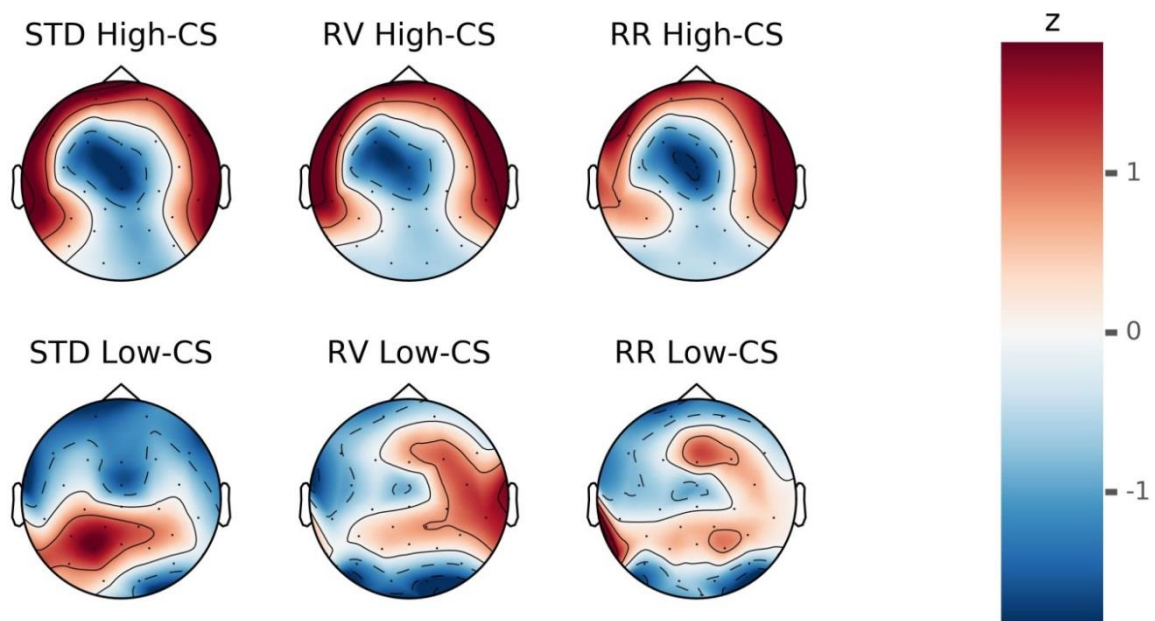 STD High-CS
RV High-CS
RR High-CS
z
1
0
-1
STD Low-CS
RV Low-CS
RR Low-CS